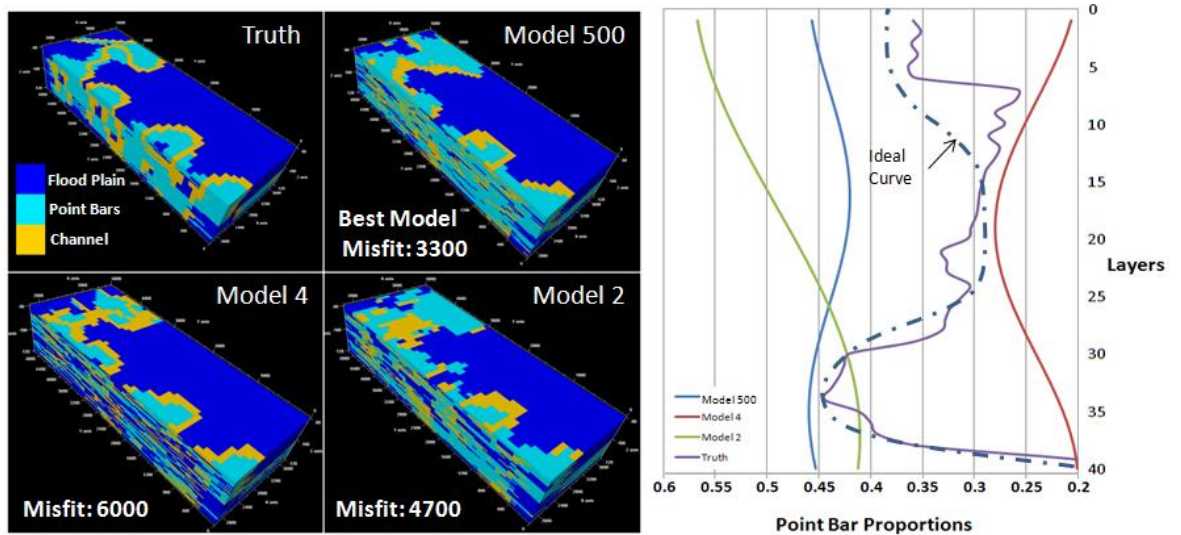 Truth
Model 500
Flood Plain
Point Bars
Channel
Best Model
Misfit: 3300
Model 4
Model 2
Misfit: 6000
Misfit: 4700
0
5
10
15
20
25
30
35
40
Layers
Ideal
Curve
Model 500
Model 4
Model 2
Truth
0.6 0.55 0.5 0.45 0.4 0.35 0.3 0.25 0.2
Point Bar Proportions